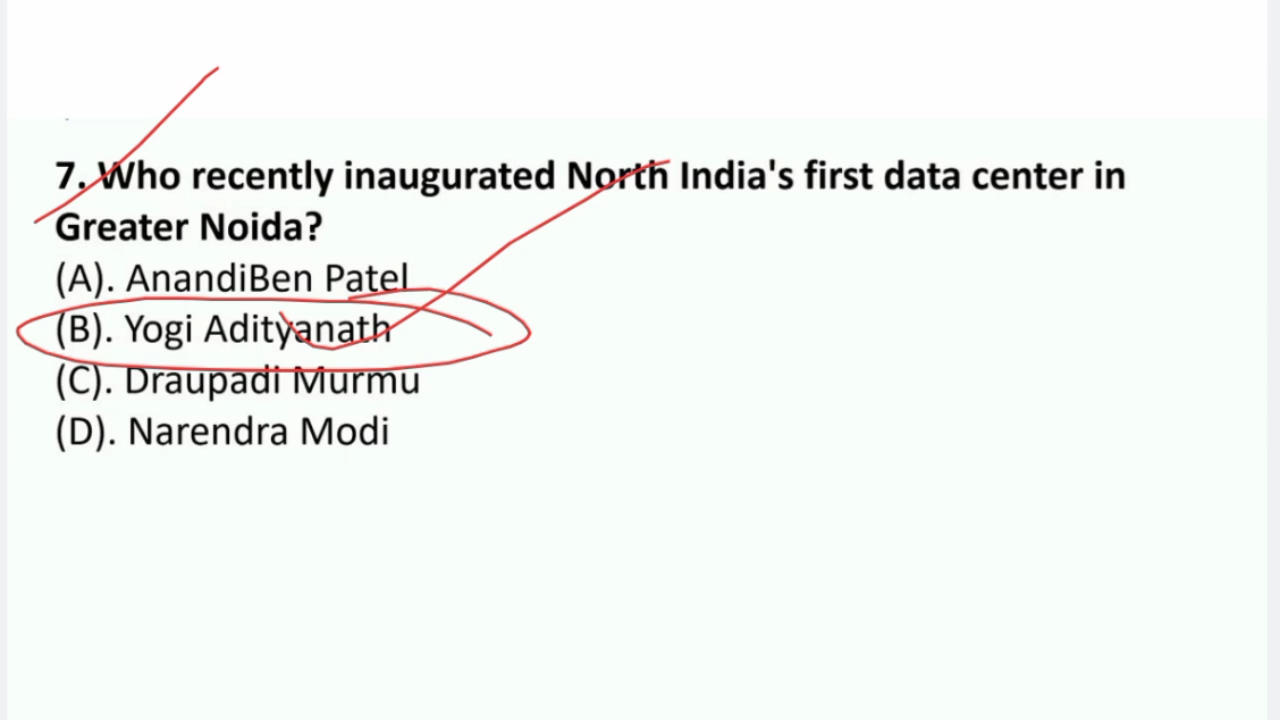 7. Who recently inaugurated North India's first data center in
Greater Noida?
(A). AnandiBen Patel
(B). Yogi Adityanath
(C). Draupadi Murmu
(D). Narendra Modi